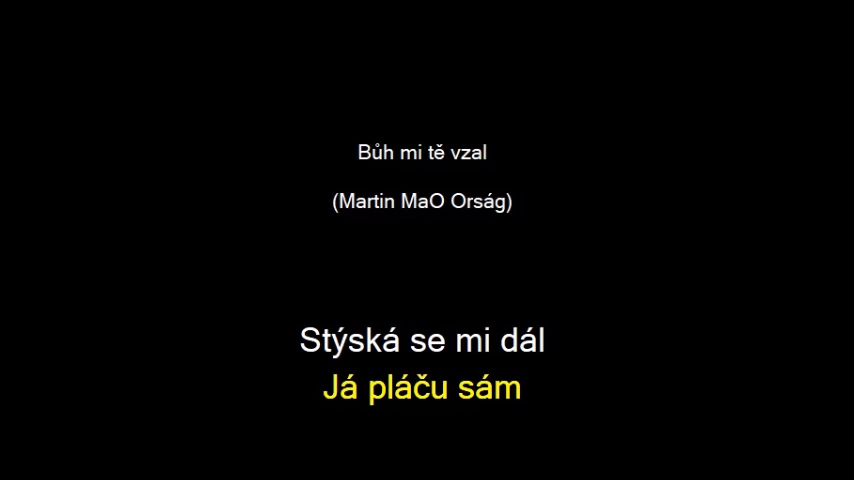 Bůh mi tě vzal
(Martin MaO Orság)
Stýská se mi dál
Já pláču sám